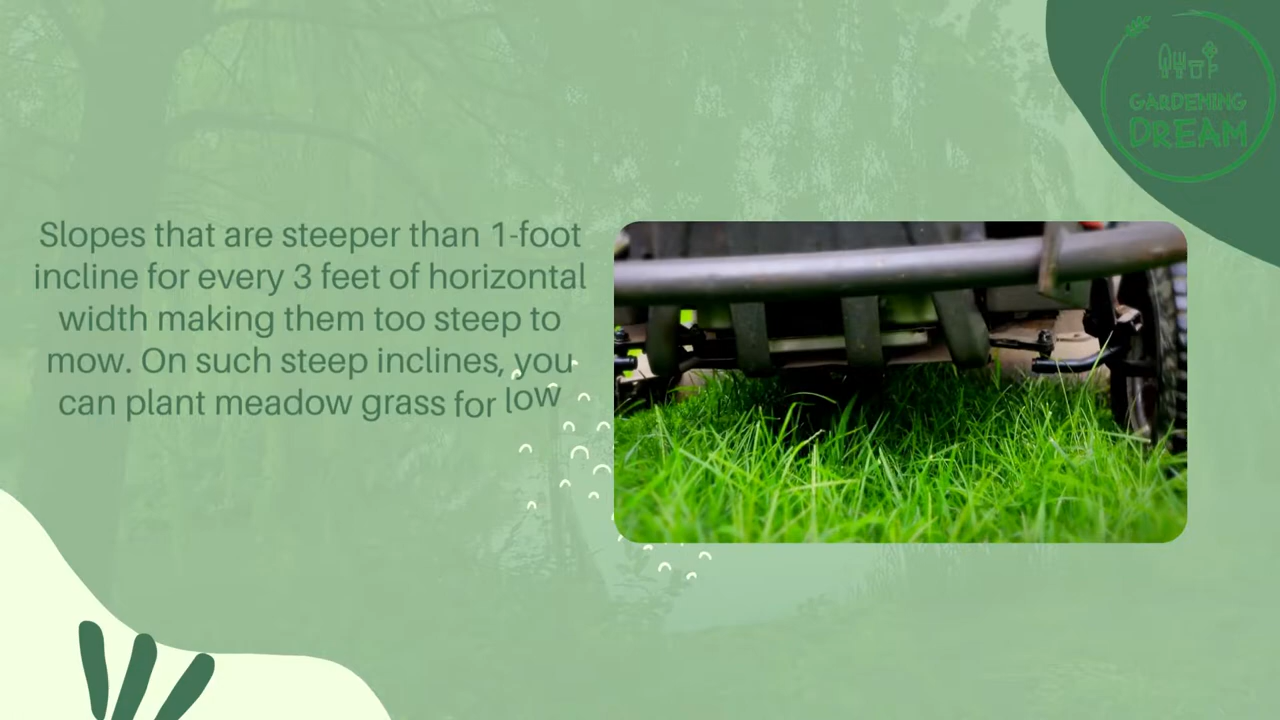 GARDENING
DREAM
Slopes that are steeper than 1-foot
incline for every 3 feet of horizontal
width making them too steep to
mow. On such steep inclines, you
can plant meadow grass for low